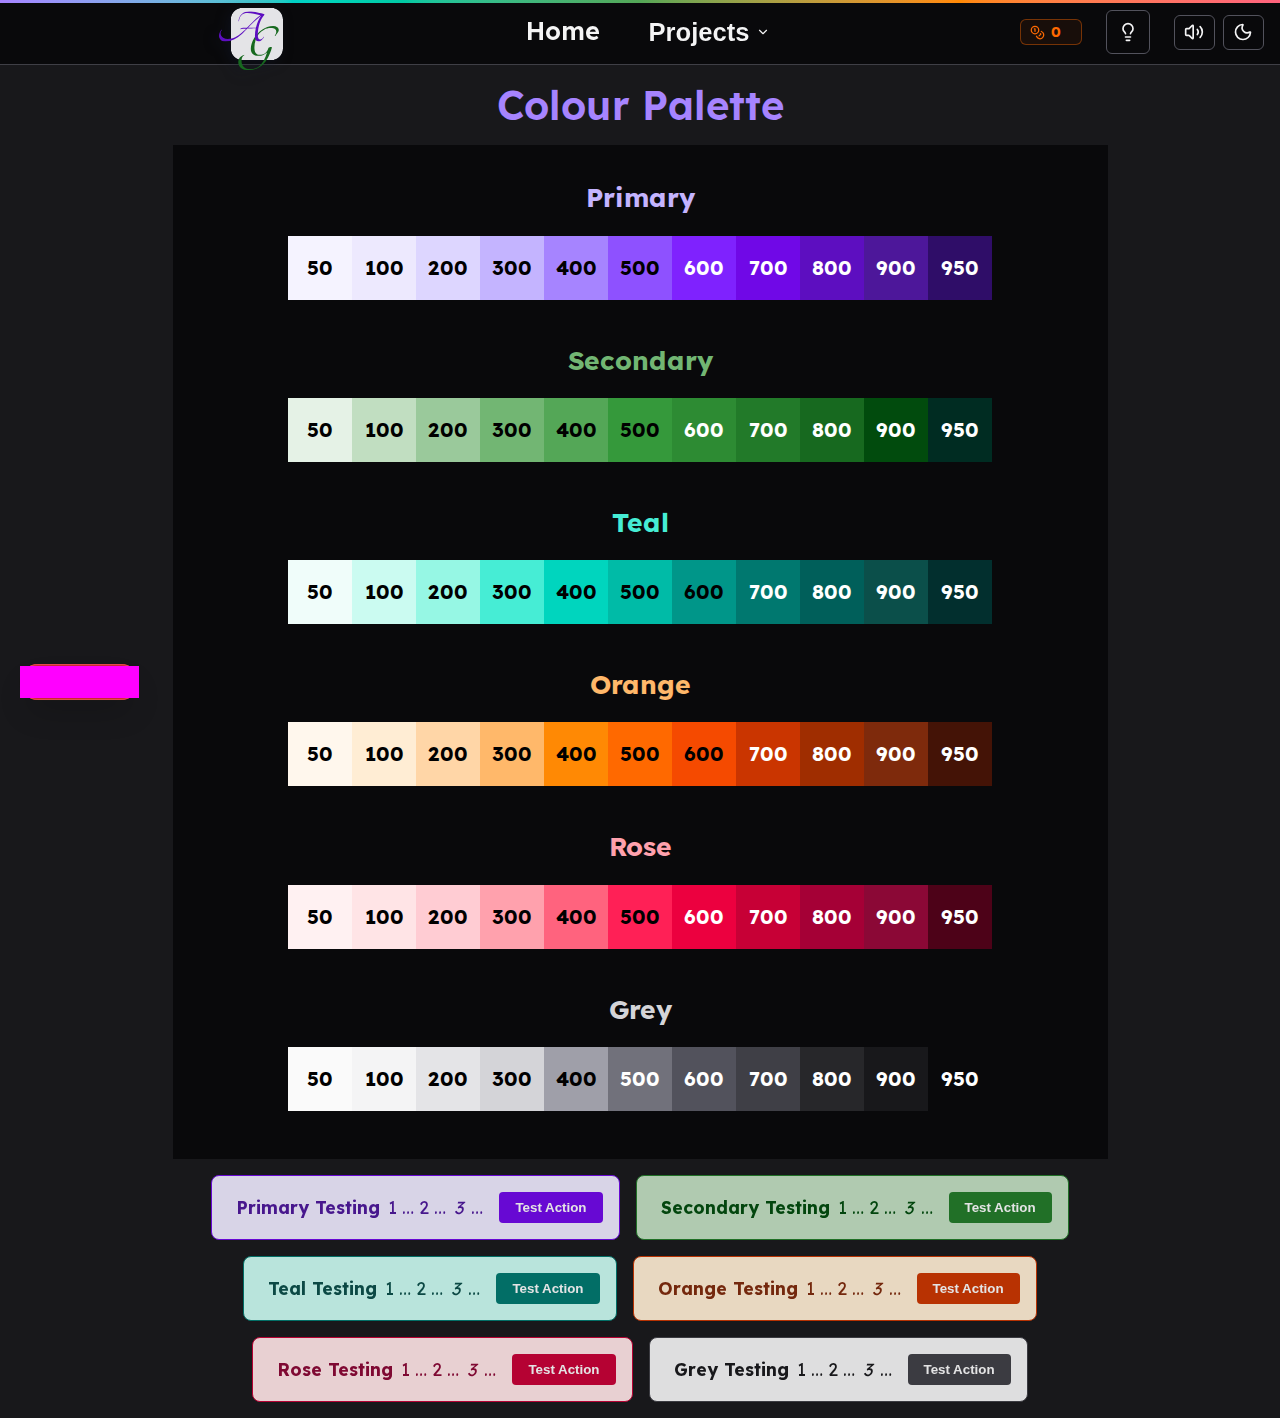 AG
Home Projects 0
Colour Palette
Primary
50 100 200 300 400 500 600 700 800 900 950
Secondary
50 100 200 300 400 500 600 700 800 900 950
Teal
50 100 200 300 400 500 600 700 800 900 950
Orange
50 100 200 300 400 500 600 700 800 900 950
Rose
50 100 200 300 400 500 600 700 800 900 950
Grey
50 100 200 300 400 500 600 700 800 900 950
Primary Testing 1 ... 2 ... 3 ... Test Action
Secondary Testing 1 ... 2 ... 3 ... Test Action
Teal Testing 1 ... 2 ... 3 ... Test Action
Orange Testing 1 ... 2 ... 3 ... Test Action
Rose Testing 1 ... 2 ... 3 ... Test Action
Grey Testing 1 ... 2 ... 3 ... Test Action